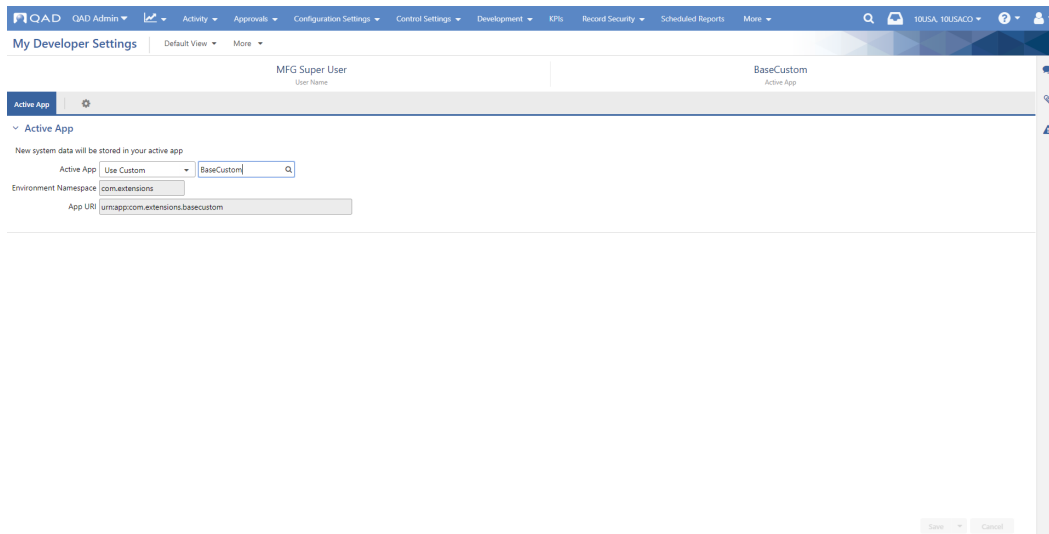 QAD QAD Admin Activity Approvals Configuration Settings Control Settings Development KPIs Record Security Scheduled Reports More 10USA, 10USACO ?
My Developer Settings Default View More
MFG Super User BaseCustom
User Name Active App
Active App
Active App
New system data will be stored in your active app
Active App Use Custom BaseCustom
Environment Namespace com.extensions
App URI urn:app:com.extensions.basecustom
Save Cancel